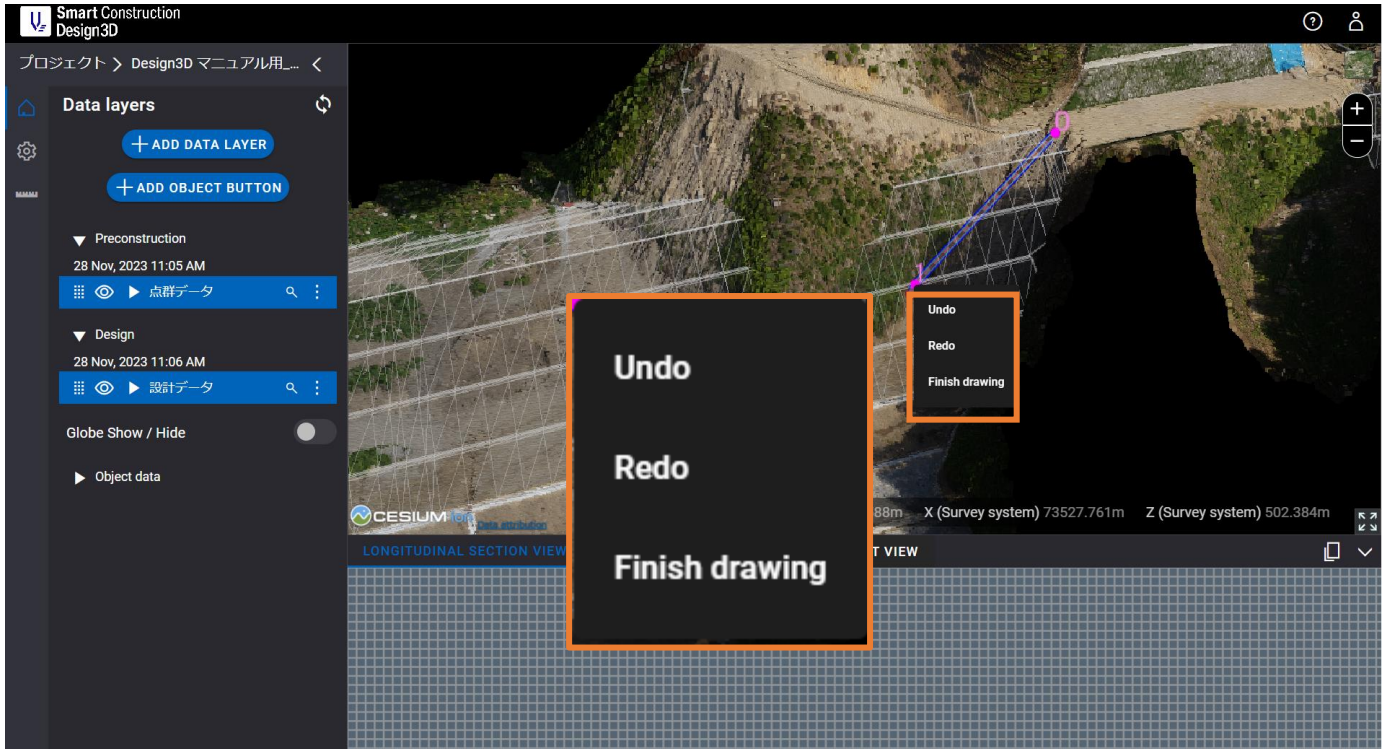 Smart Construction
Design3D
プロジェクト > Design3D マニュアル用_...
Data layers
+ ADD DATA LAYER
+ ADD OBJECT BUTTON
Preconstruction
28 Nov, 2023 11:05 AM
点群データ
Design
28 Nov, 2023 11:06 AM
設計データ
Globe Show / Hide
Object data
0
1
Undo
Redo
Finish drawing
Undo
Redo
Finish drawing
CESIUM ion
Data attribution
88m X (Survey system) 73527.761m Z (Survey system) 502.384m
LONGITUDINAL SECTION VIEW
T VIEW